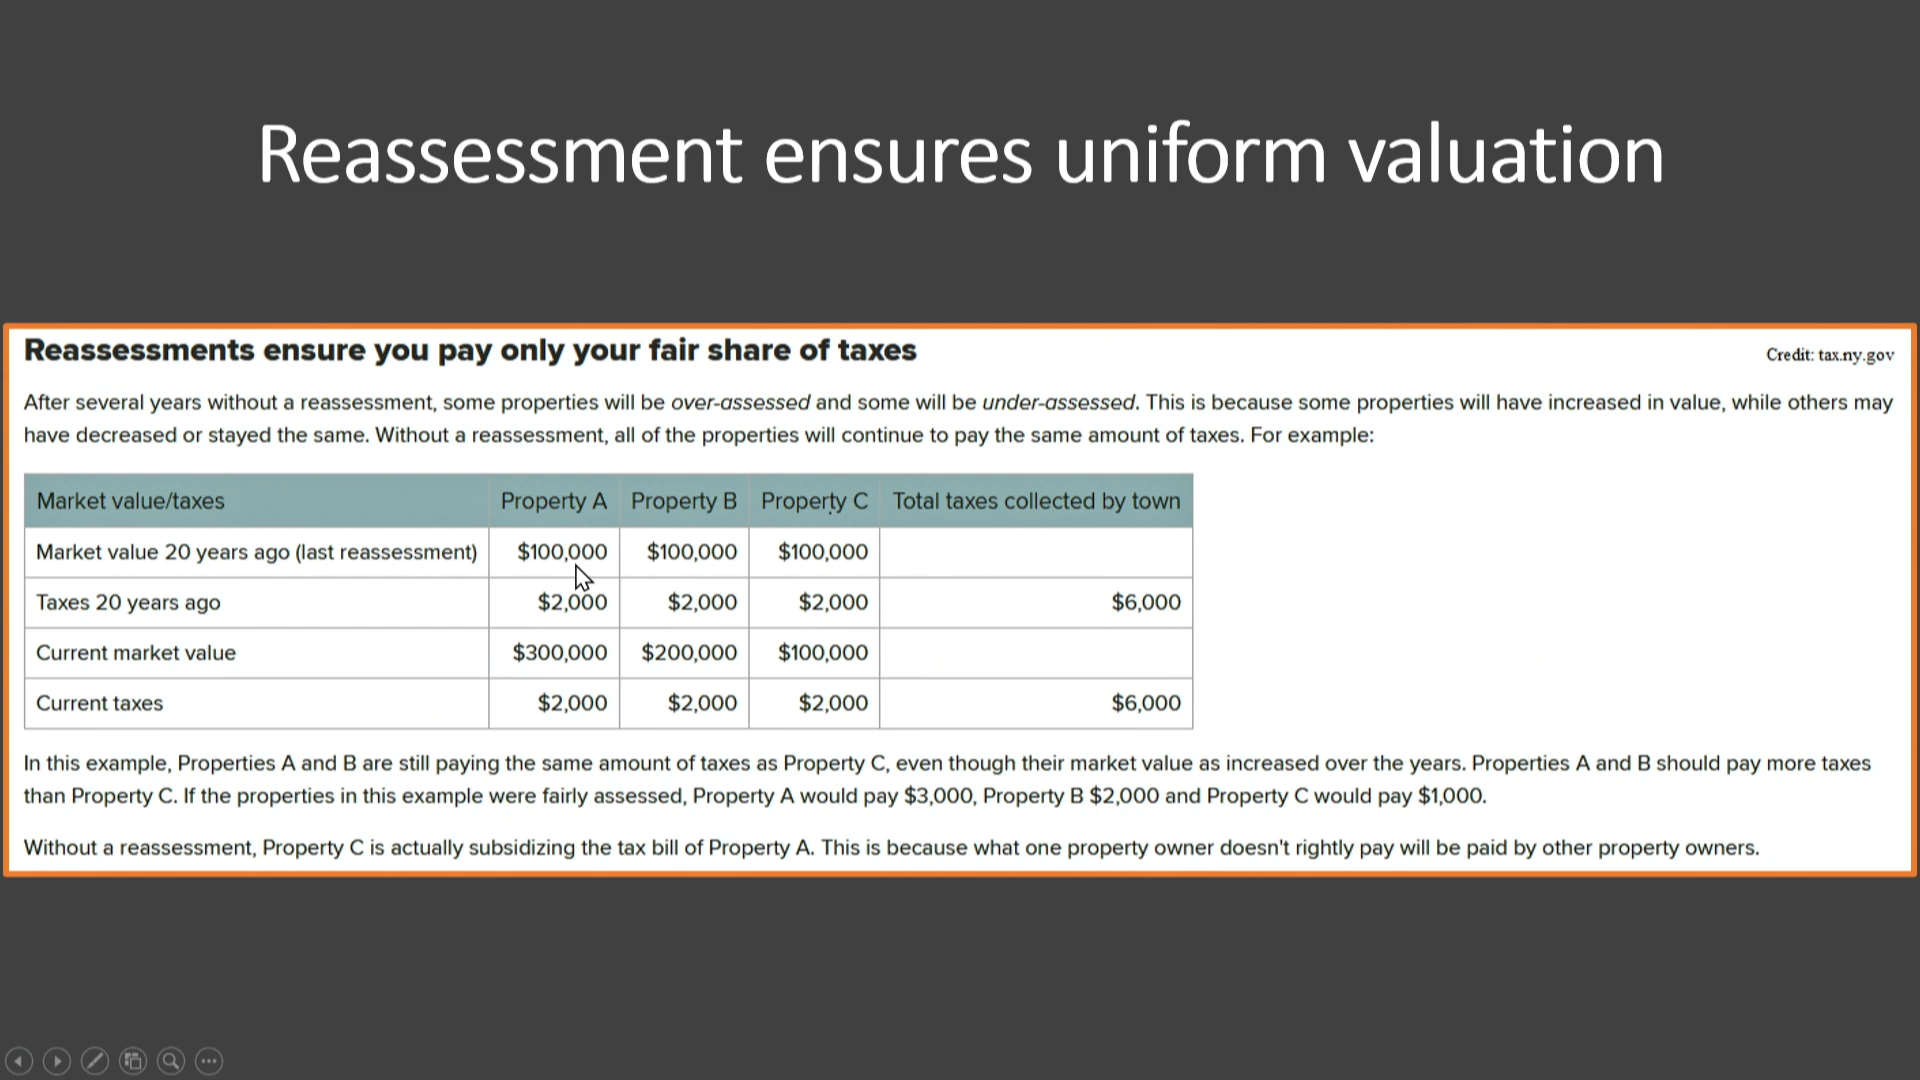 Reassessment ensures uniform valuation
Reassessments ensure you pay only your fair share of taxes
Credit: tax.ny.gov
After several years without a reassessment, some properties will be over-assessed and some will be under-assessed. This is because some properties will have increased in value, while others may
have decreased or stayed the same. Without a reassessment, all of the properties will continue to pay the same amount of taxes. For example:
Market value/taxes Property A Property B Property C Total taxes collected by town
Market value 20 years ago (last reassessment) $100,000 $100,000 $100,000
Taxes 20 years ago $2,000 $2,000 $2,000 $6,000
Current market value $300,000 $200,000 $100,000
Current taxes $2,000 $2,000 $2,000 $6,000
In this example, Properties A and B are still paying the same amount of taxes as Property C, even though their market value as increased over the years. Properties A and B should pay more taxes
than Property C. If the properties in this example were fairly assessed, Property A would pay $3,000, Property B $2,000 and Property C would pay $1,000.
Without a reassessment, Property C is actually subsidizing the tax bill of Property A. This is because what one property owner doesn't rightly pay will be paid by other property owners.